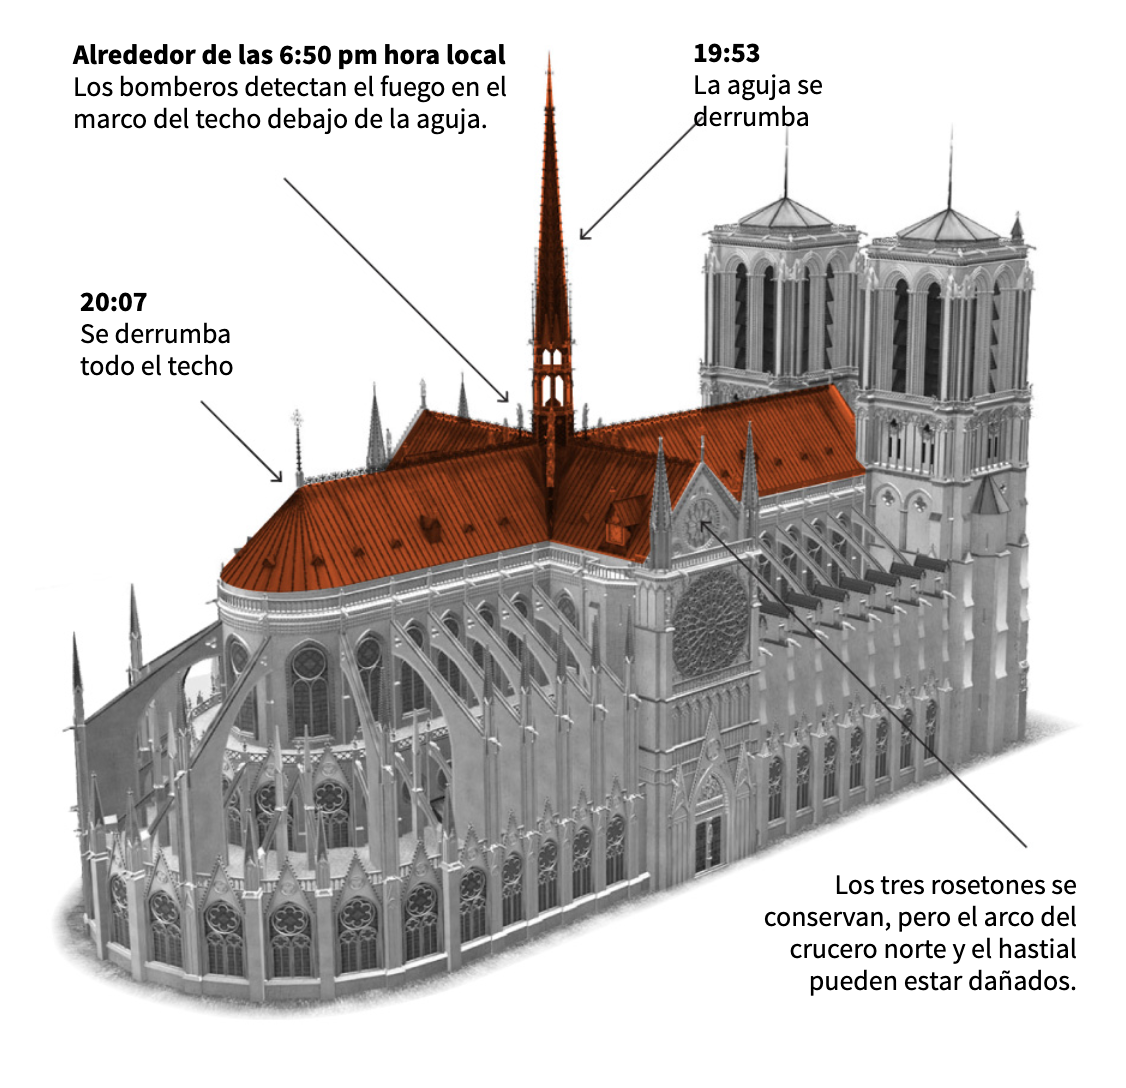 Alrededor de las 6:50 pm hora local
Los bomberos detectan el fuego en el
marco del techo debajo de la aguja.
19:53
La aguja se
derrumba
20:07
Se derrumba
todo el techo
Los tres rosetones se
conservan, pero el arco del
crucero norte y el hastial
pueden estar dañados.